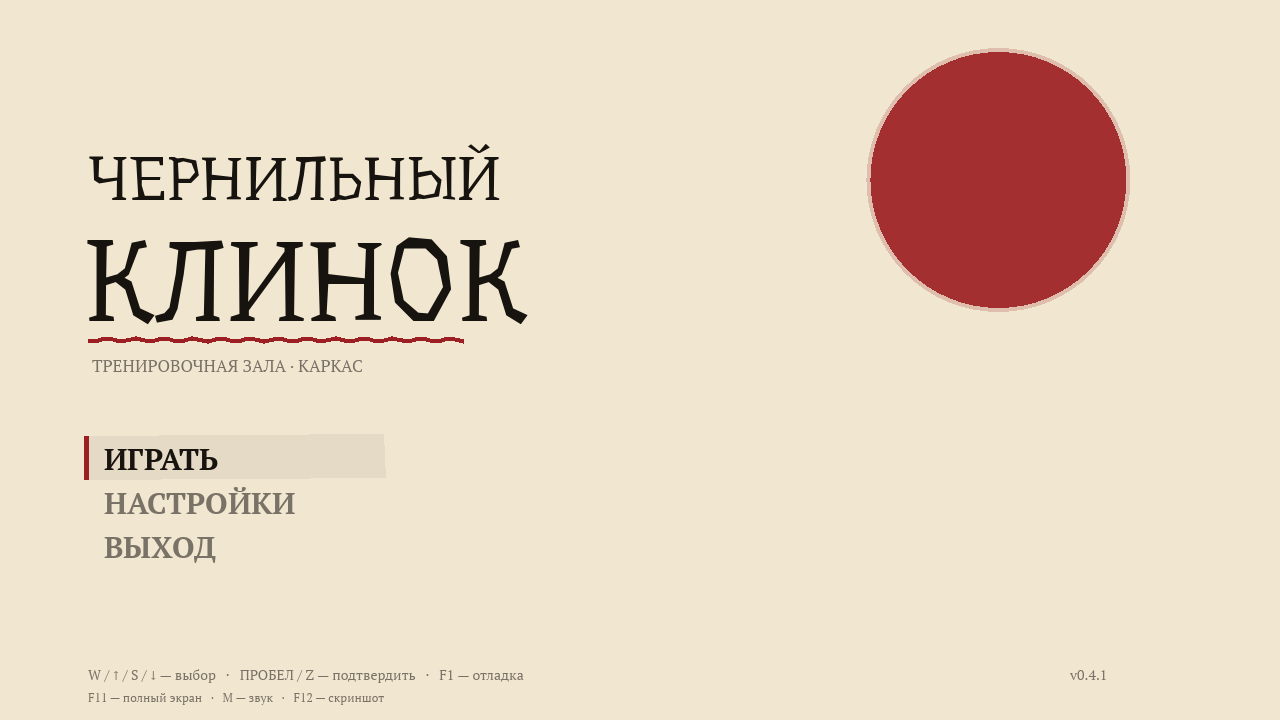 ЧЕРНИЛЬНЫЙ
КЛИНОК
ТРЕНИРОВОЧНАЯ ЗАЛА · КАРКАС
ИГРАТЬ
НАСТРОЙКИ
ВЫХОД
W / ↑ / S / ↓ — выбор · ПРОБЕЛ / Z — подтвердить · F1 — отладка
v0.4.1
F11 — полный экран · M — звук · F12 — скриншот